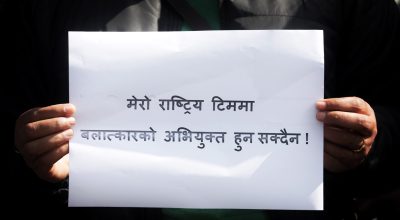 मेरो राष्ट्रिय टिममा
बलात्कारको अभियुक्त हुन सक्दैन !